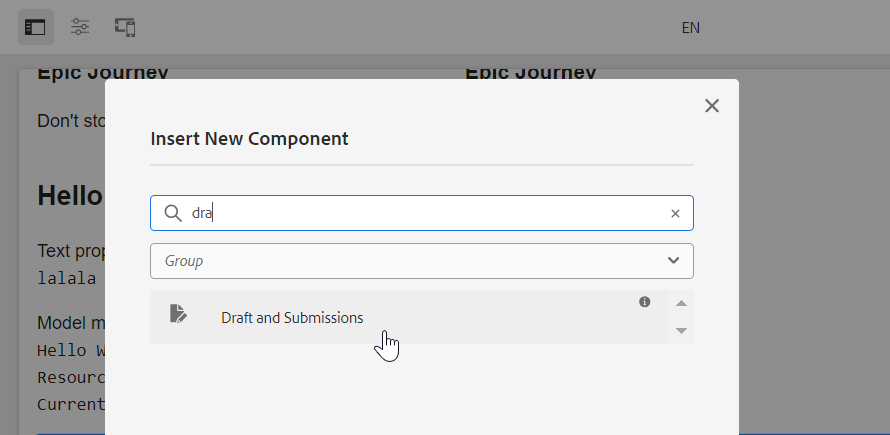 EN
Epic Journey
Epic Journey
Don't sto
Insert New Component
Hello
dra
Text prop
lalala
Group
Draft and Submissions
Model m
Hello W
Resourc
Current